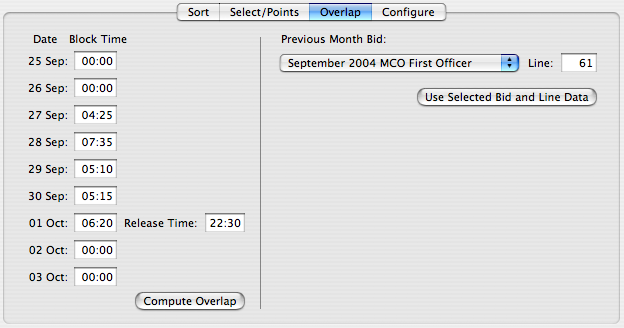 Sort Select/Points Overlap Configure
Date Block Time
25 Sep: 00:00
26 Sep: 00:00
27 Sep: 04:25
28 Sep: 07:35
29 Sep: 05:10
30 Sep: 05:15
01 Oct: 06:20 Release Time: 22:30
02 Oct: 00:00
03 Oct: 00:00
Compute Overlap
Previous Month Bid:
September 2004 MCO First Officer Line: 61
Use Selected Bid and Line Data